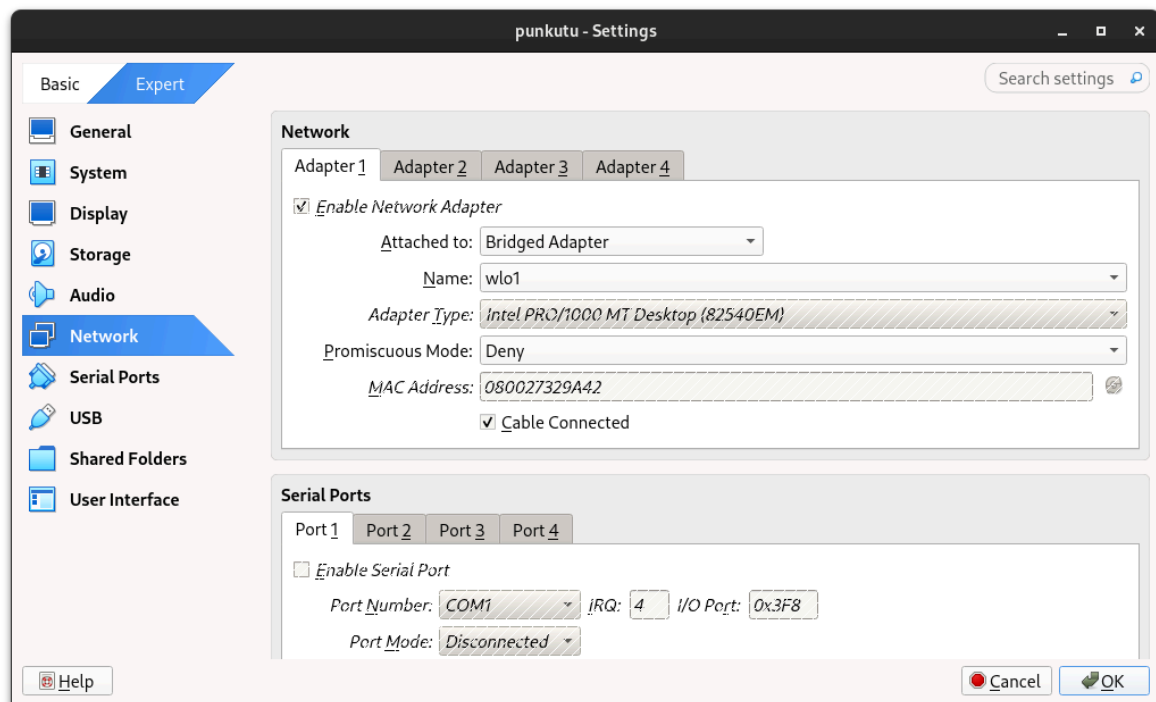 punkutu - Settings
Basic Expert
Search settings
General
System
Display
Storage
Audio
Network
Serial Ports
USB
Shared Folders
User Interface
Network
Adapter 1 Adapter 2 Adapter 3 Adapter 4
Enable Network Adapter
Attached to: Bridged Adapter
Name: wlo1
Adapter Type: Intel PRO/1000 MT Desktop (82540EM)
Promiscuous Mode: Deny
MAC Address: 080027329A42
Cable Connected
Serial Ports
Port 1 Port 2 Port 3 Port 4
Enable Serial Port
Port Number: COM1 IRQ: 4 I/O Port: 0x3F8
Port Mode: Disconnected
Help Cancel OK